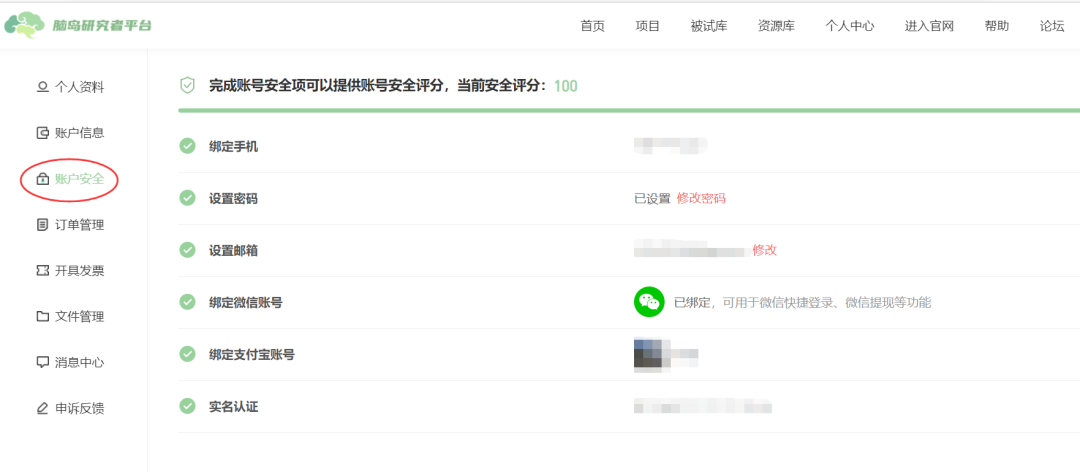 脑岛研究者平台
首页 项目 被试库 资源库 个人中心 进入官网 帮助 论坛
个人资料
账户信息
账户安全
订单管理
开具发票
文件管理
消息中心
申诉反馈
完成账号安全项可以提供账号安全评分，当前安全评分：100
绑定手机
设置密码 已设置 修改密码
设置邮箱 修改
绑定微信账号 已绑定，可用于微信快捷登录、微信提现等功能
绑定支付宝账号
实名认证